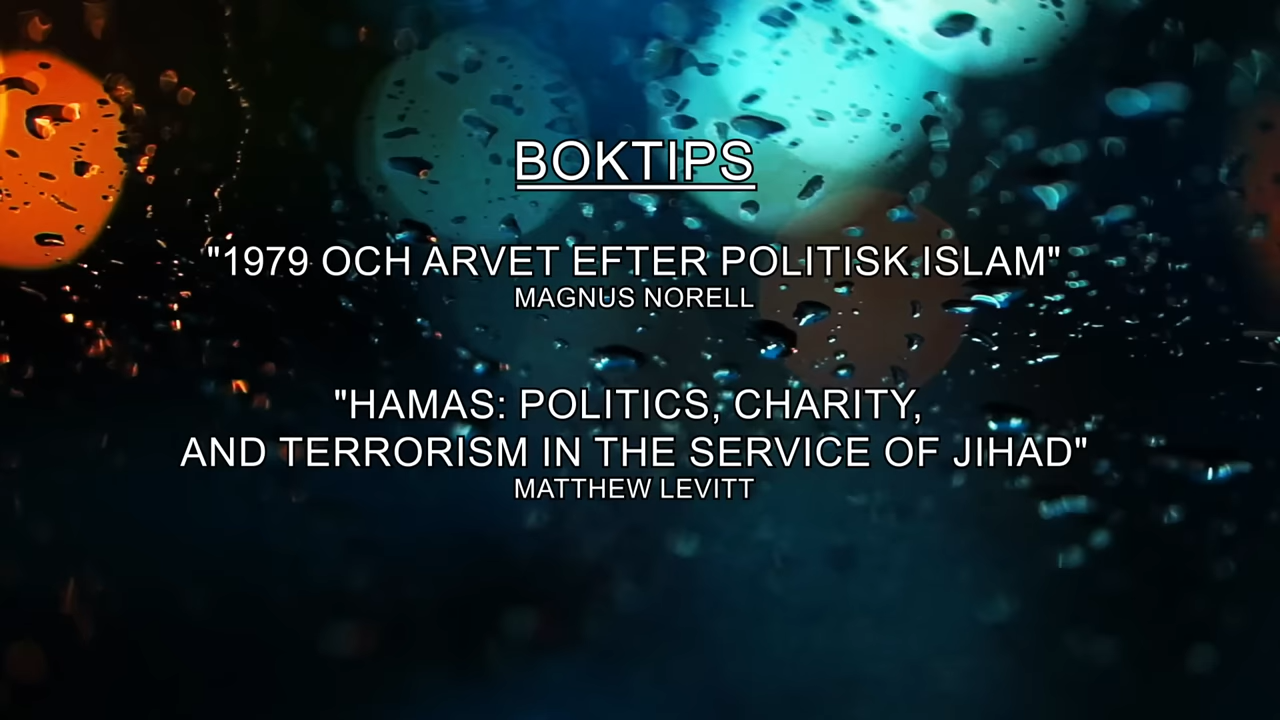 BOKTIPS
"1979 OCH ARVET EFTER POLITISK ISLAM"
MAGNUS NORELL
"HAMAS: POLITICS, CHARITY,
AND TERRORISM IN THE SERVICE OF JIHAD"
MATTHEW LEVITT